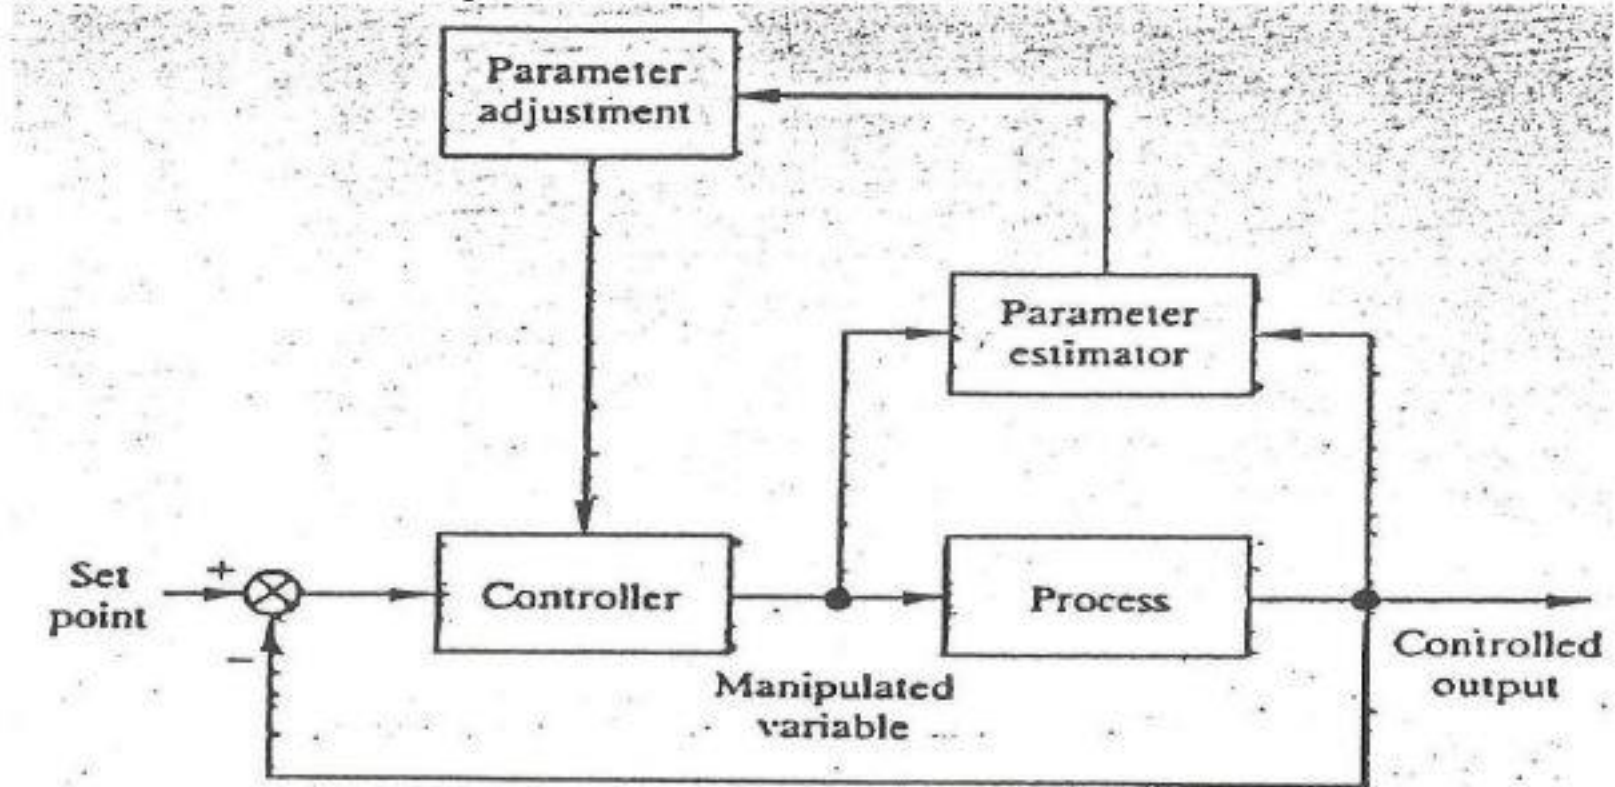 Parameter
adjustment
Parameter
estimator
Set
point
+
−
Controller
Process
Manipulated
variable
Controlled
output